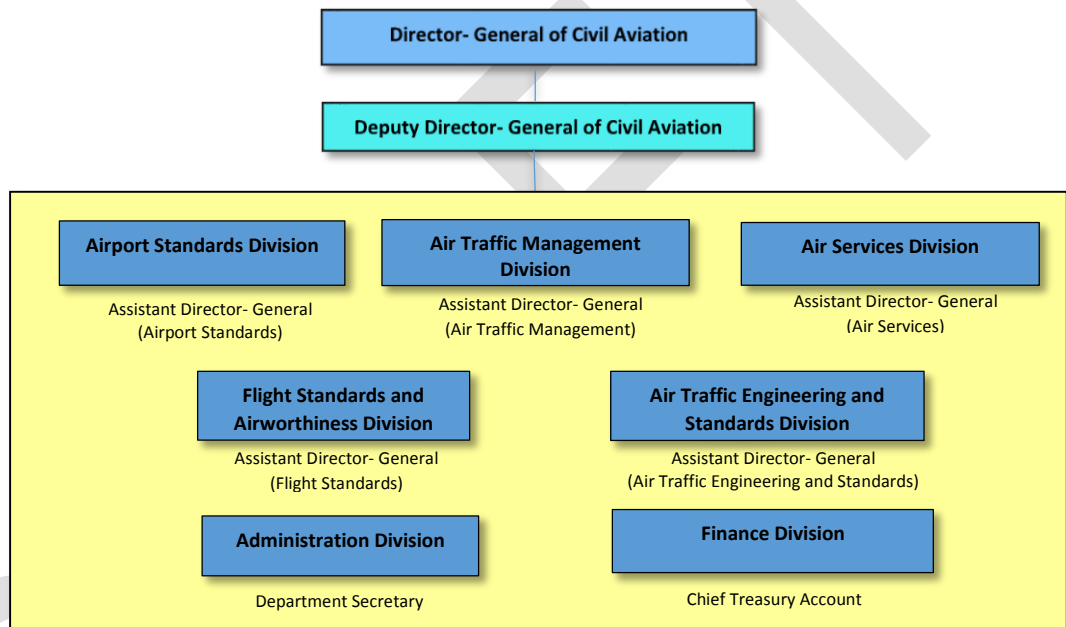 Director- General of Civil Aviation
Deputy Director- General of Civil Aviation
Airport Standards Division
Assistant Director- General
(Airport Standards)
Air Traffic Management
Division
Assistant Director- General
(Air Traffic Management)
Air Services Division
Assistant Director- General
(Air Services)
Flight Standards and
Airworthiness Division
Assistant Director- General
(Flight Standards)
Air Traffic Engineering and
Standards Division
Assistant Director- General
(Air Traffic Engineering and Standards)
Administration Division
Department Secretary
Finance Division
Chief Treasury Account